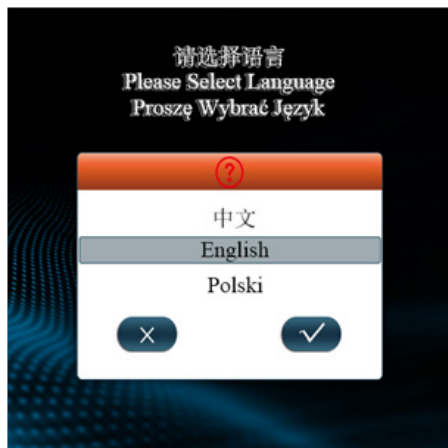 请选择语言
Please Select Language
Proszę Wybrać Język
?
中文
English
Polski